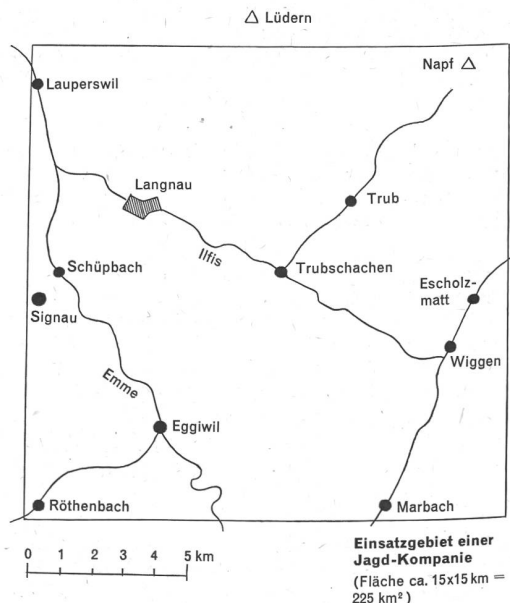 Lüdern
Napf
Lauperswil
Langnau
Trub
Ilfis
Schüpbach
Trubschachen
Escholz-
matt
Signau
Wiggen
Emme
Eggiwil
Röthenbach
Marbach
0 1 2 3 4 5 km
Einsatzgebiet einer
Jagd-Kompanie
(Fläche ca. 15x15 km =
225 km²)